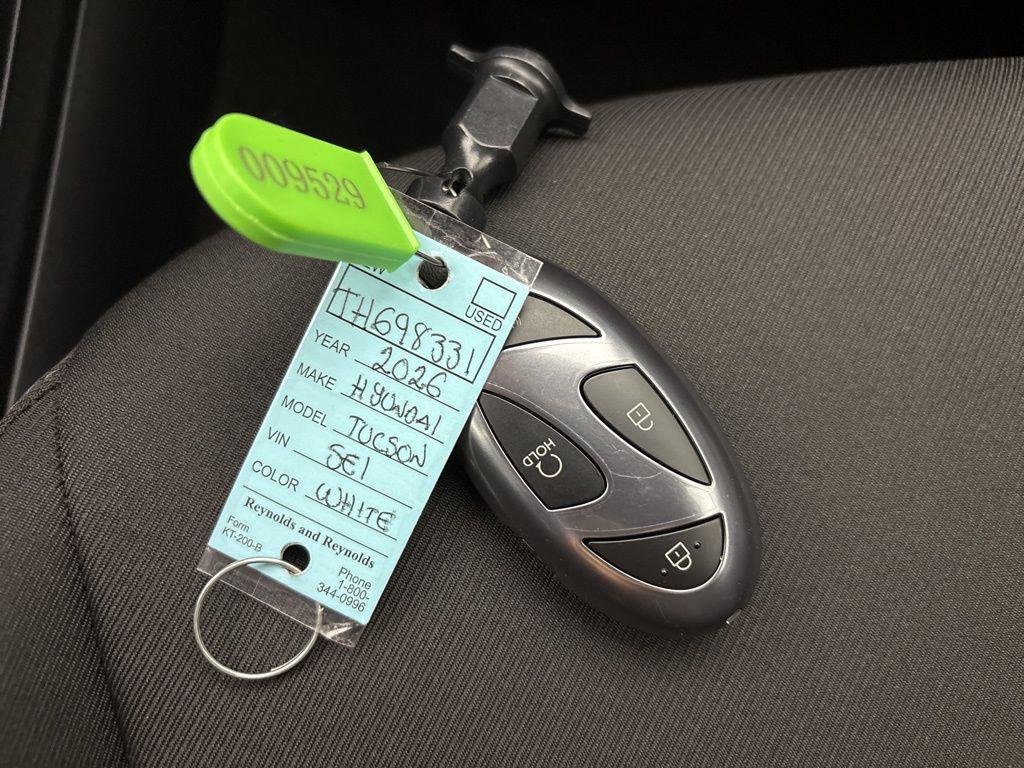 009529
USED
TH698331
YEAR 2026
MAKE HYUNDAI
MODEL TUCSON
VIN SE1
COLOR WHITE
Reynolds and Reynolds
Form
KT-200-B
Phone
1-800-
344-0996
HOLD